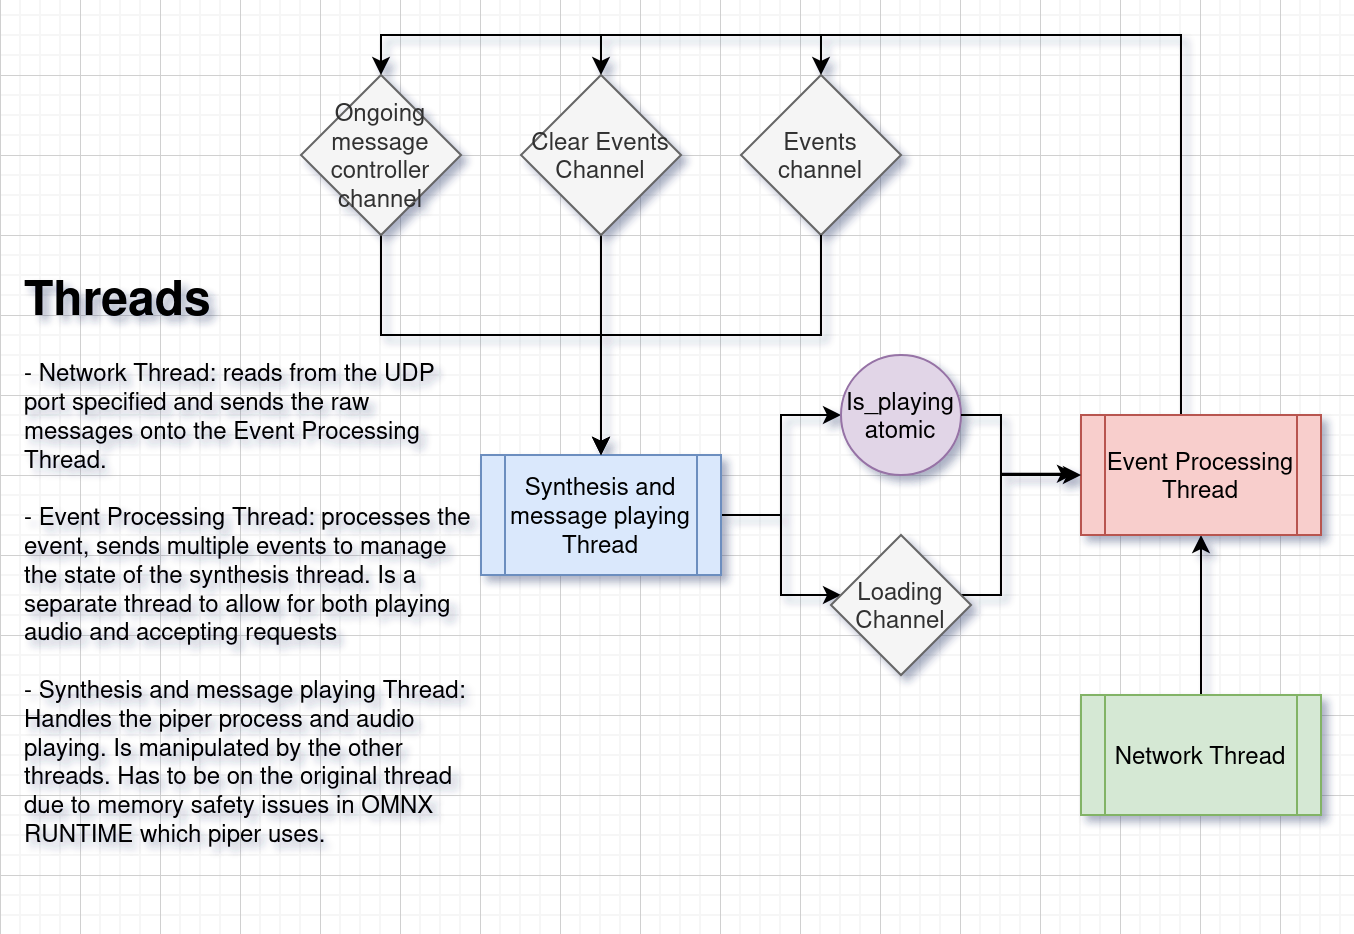 Ongoing
message
controller
channel
Clear Events
Channel
Events
channel
Threads
- Network Thread: reads from the UDP
port specified and sends the raw
messages onto the Event Processing
Thread.
- Event Processing Thread: processes the
event, sends multiple events to manage
the state of the synthesis thread. Is a
separate thread to allow for both playing
audio and accepting requests
- Synthesis and message playing Thread:
Handles the piper process and audio
playing. Is manipulated by the other
threads. Has to be on the original thread
due to memory safety issues in OMNX
RUNTIME which piper uses.
Synthesis and
message playing
Thread
Is_playing
atomic
Loading
Channel
Event Processing
Thread
Network Thread